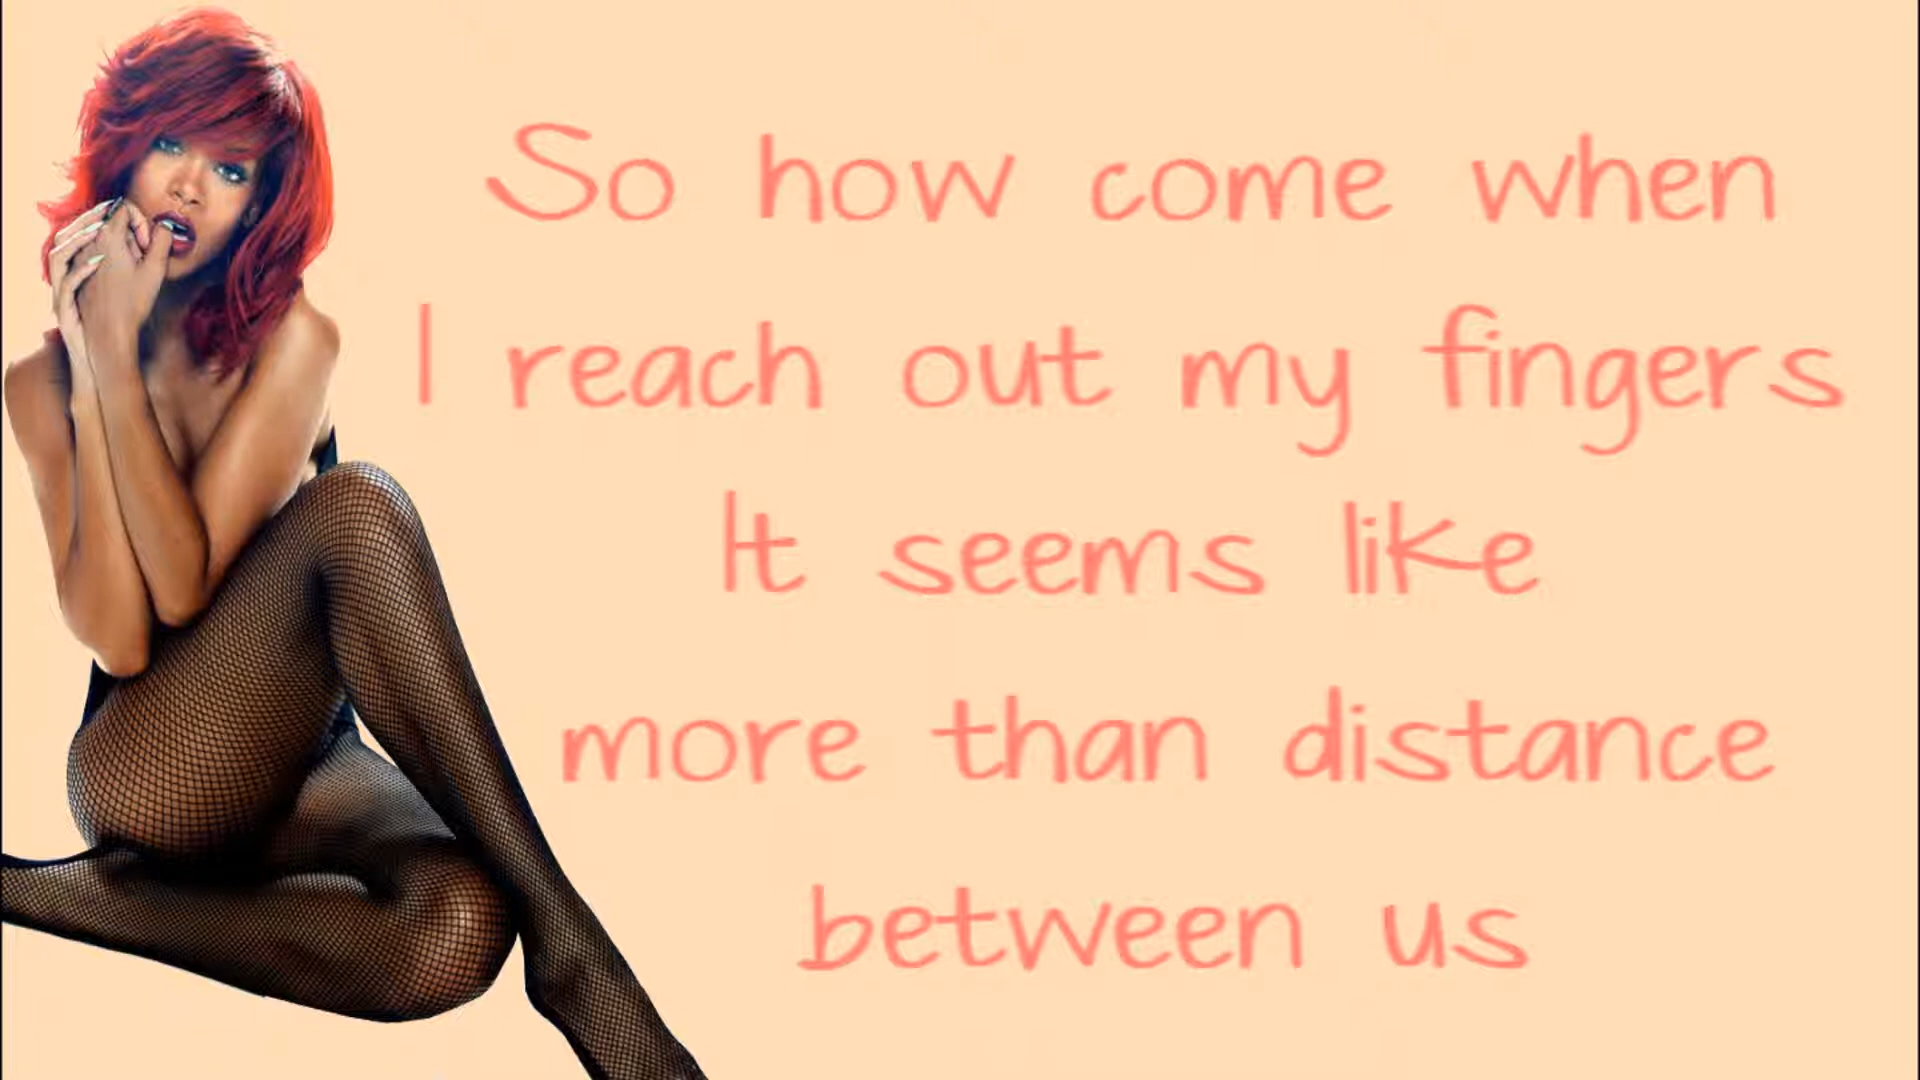 So how come when
I reach out my fingers
It seems like
more than distance
between us